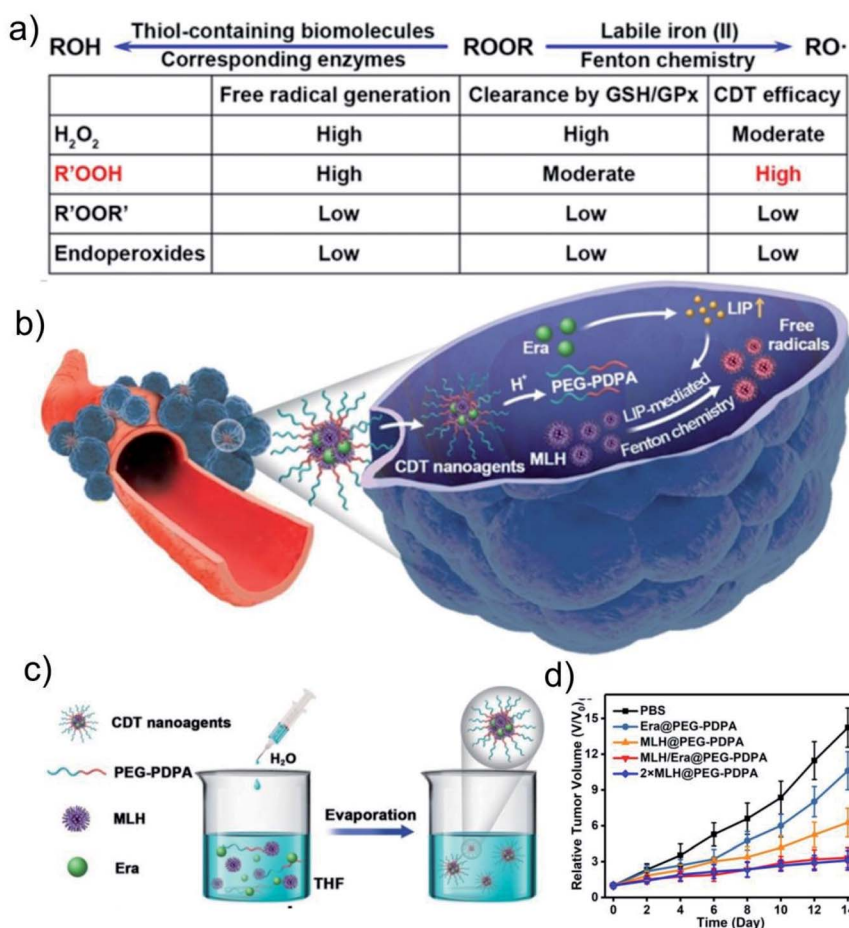 a)
ROH Thiol-containing biomolecules ROOR Labile iron (II) RO·
Corresponding enzymes Fenton chemistry
Free radical generation Clearance by GSH/GPx CDT efficacy
H₂O₂ High High Moderate
R'OOH High Moderate High
R'OOR' Low Low Low
Endoperoxides Low Low Low
b)
LIP ↑
Free
radicals
Era
H⁺
PEG-PDPA
LIP-mediated
Fenton chemistry
CDT nanoagents
MLH
c)
CDT nanoagents
PEG-PDPA
MLH
Era
H₂O
Evaporation
THF
d)
Relative Tumor Volume (V/V₀)
15
12
9
6
3
0
PBS
Era@PEG-PDPA
MLH@PEG-PDPA
MLH/Era@PEG-PDPA
2×MLH@PEG-PDPA
0 2 4 6 8 10 12 14
Time (Day)